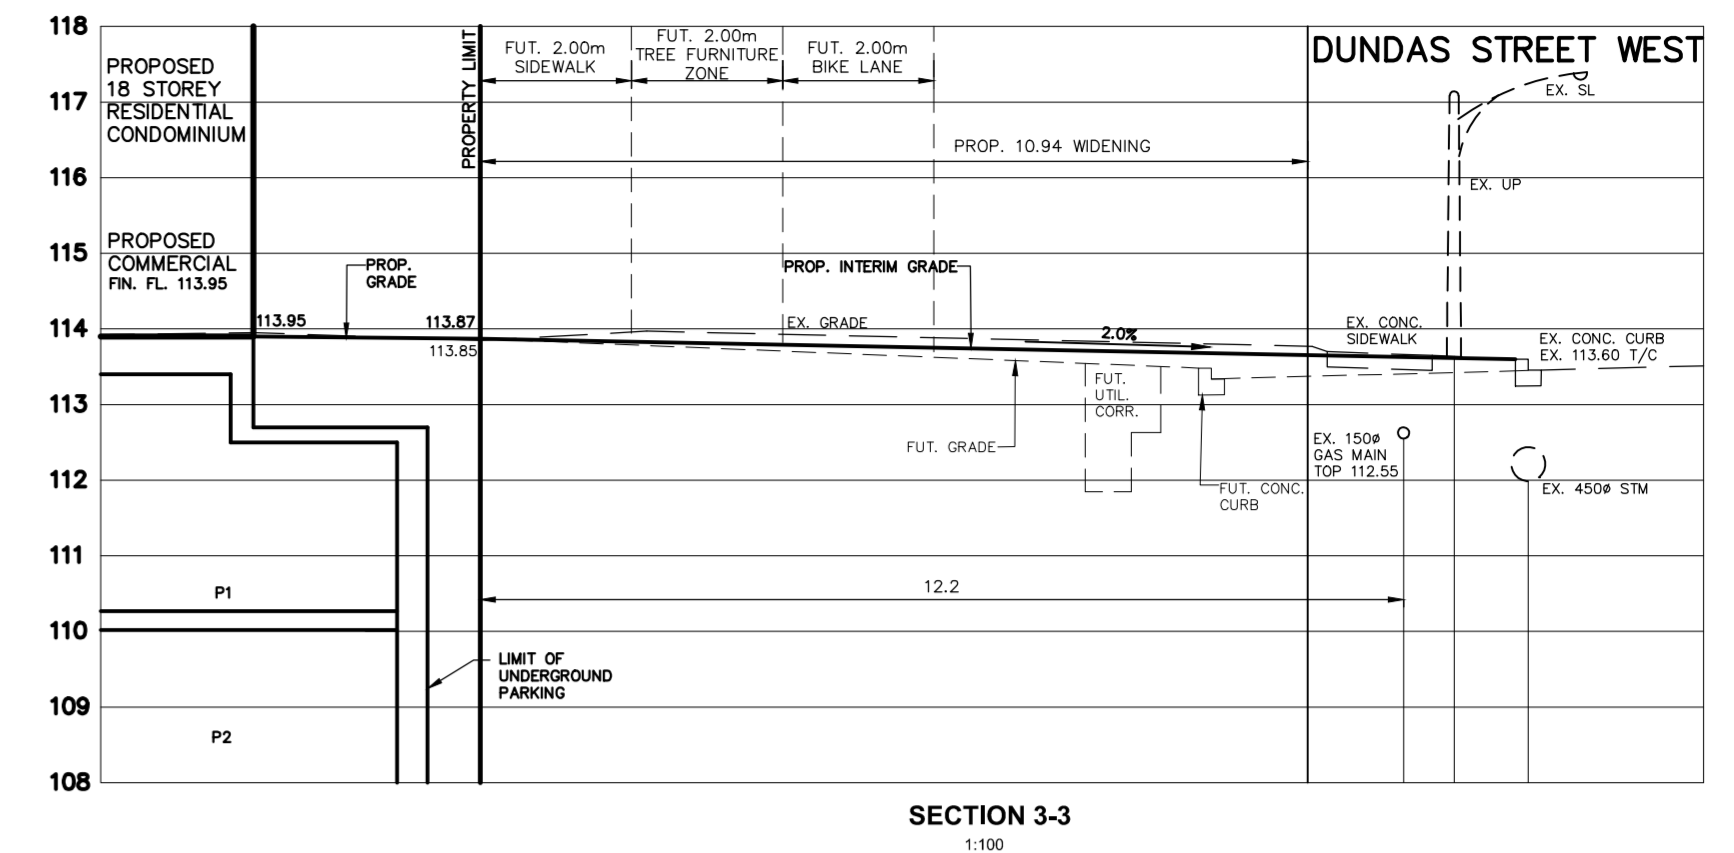 118
117
116
115
114
113
112
111
110
109
108
PROPOSED
18 STOREY
RESIDENTIAL
CONDOMINIUM
PROPERTY LIMIT
FUT. 2.00m
SIDEWALK
FUT. 2.00m
TREE FURNITURE
ZONE
FUT. 2.00m
BIKE LANE
DUNDAS STREET WEST
EX. SL
PROP. 10.94 WIDENING
EX. UP
PROPOSED
COMMERCIAL
FIN. FL. 113.95
PROP.
GRADE
PROP. INTERIM GRADE
113.95
113.87
113.85
EX. GRADE
2.0%
EX. CONC.
SIDEWALK
EX. CONC. CURB
EX. 113.60 T/C
FUT.
UTIL.
CORR.
FUT. GRADE
EX. 150ø
GAS MAIN
TOP 112.55
FUT. CONC.
CURB
EX. 450ø STM
P1
12.2
LIMIT OF
UNDERGROUND
PARKING
P2
SECTION 3-3
1:100